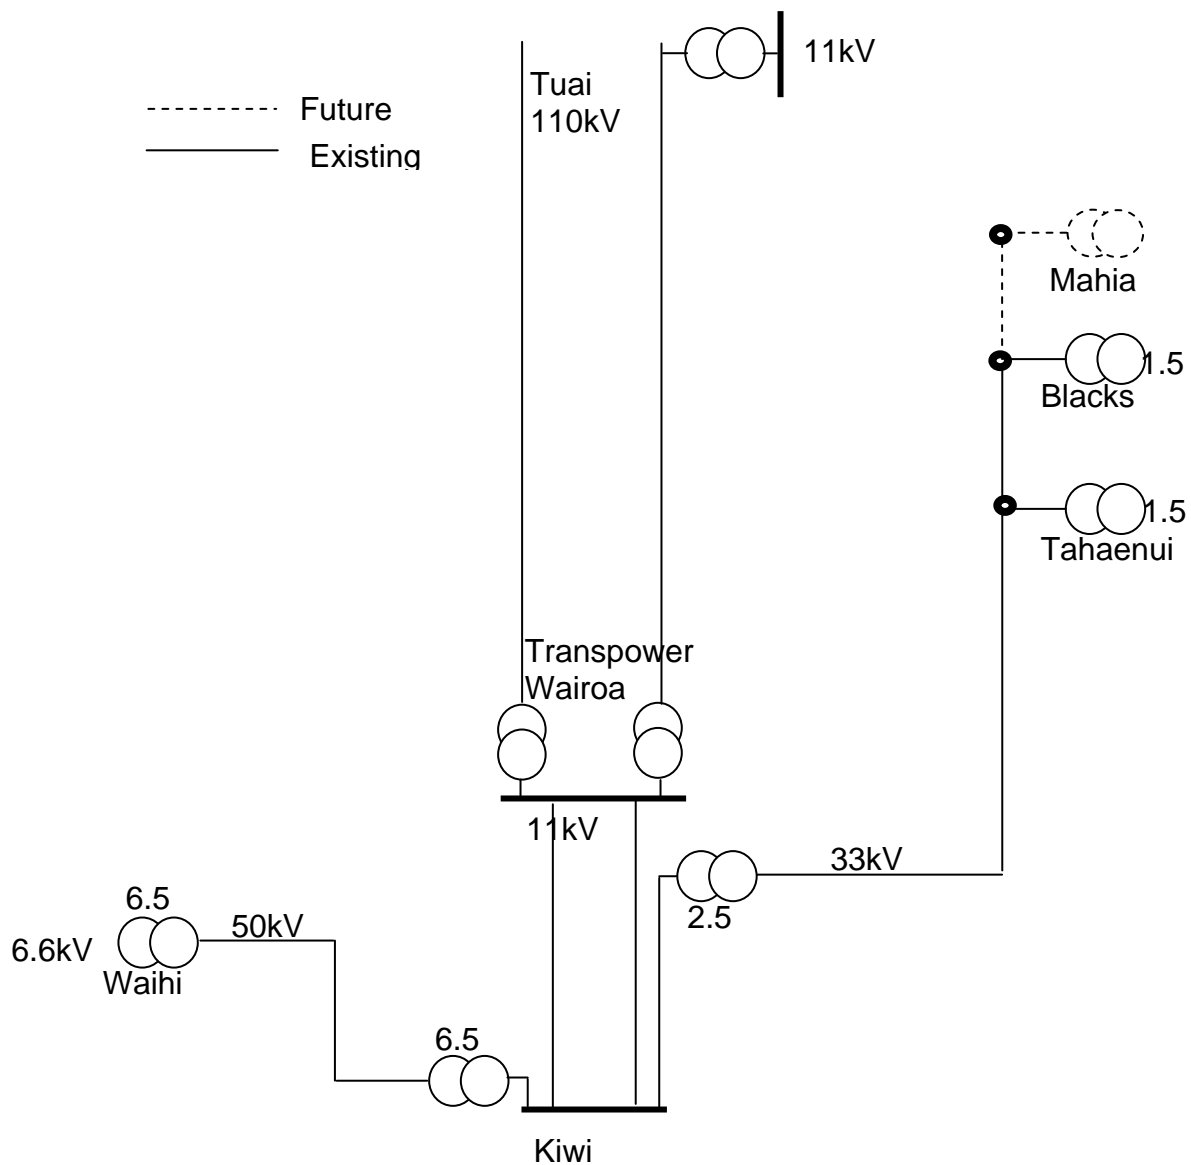 11kV
Tuai
110kV
Future
Existing
Mahia
1.5
Blacks
1.5
Tahaenui
Transpower
Wairoa
11kV
33kV
2.5
6.5
50kV
6.6kV
Waihi
6.5
Kiwi